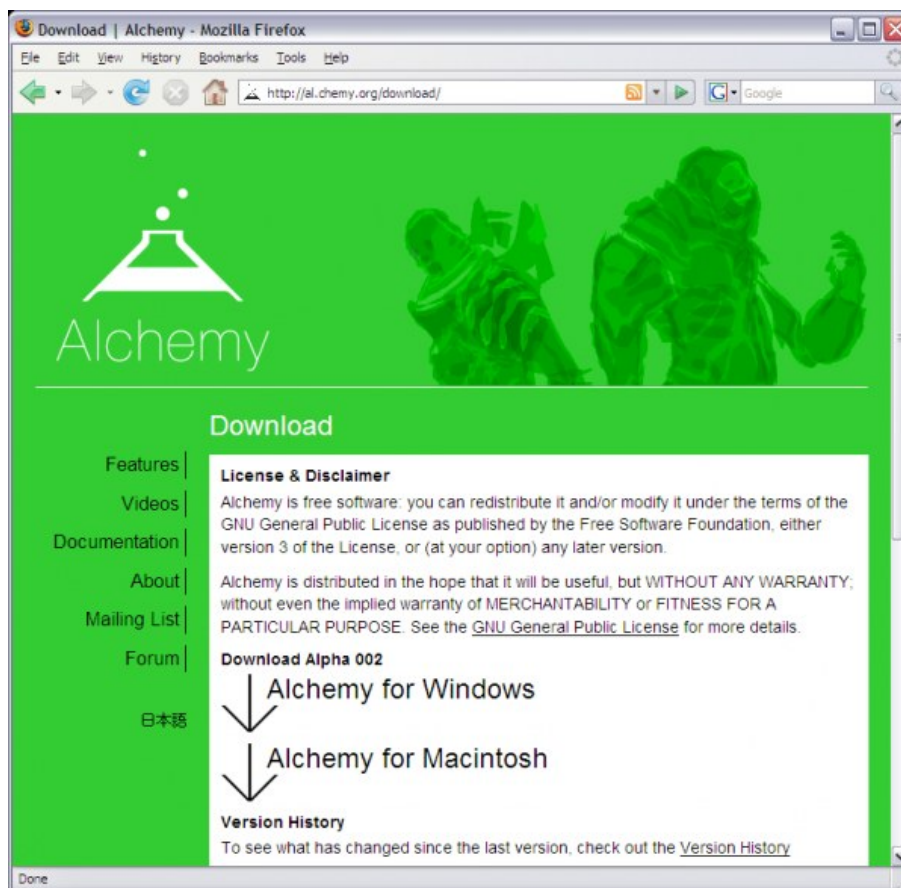 Download | Alchemy - Mozilla Firefox
File Edit View History Bookmarks Tools Help
http://al.chemy.org/download/
Google
Alchemy
Download
Features
Videos
Documentation
About
Mailing List
Forum
日本語
License & Disclaimer
Alchemy is free software: you can redistribute it and/or modify it under the terms of the
GNU General Public License as published by the Free Software Foundation, either
version 3 of the License, or (at your option) any later version.
Alchemy is distributed in the hope that it will be useful, but WITHOUT ANY WARRANTY;
without even the implied warranty of MERCHANTABILITY or FITNESS FOR A
PARTICULAR PURPOSE. See the GNU General Public License for more details.
Download Alpha 002
Alchemy for Windows
Alchemy for Macintosh
Version History
To see what has changed since the last version, check out the Version History
Done